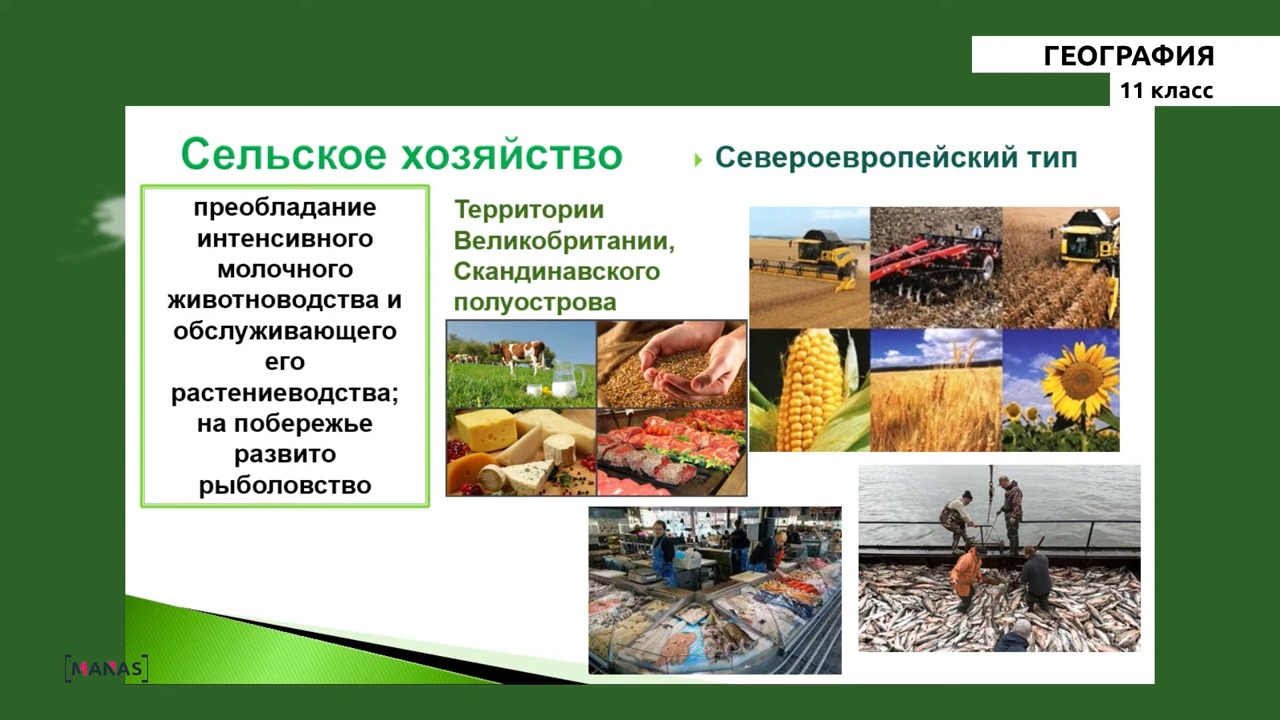 ГЕОГРАФИЯ
11 класс
Сельское хозяйство
Североевропейский тип
преобладание
интенсивного
молочного
животноводства и
обслуживающего
его
растениеводства;
на побережье
развито
рыболовство
Территории
Великобритании,
Скандинавского
полуострова
[MANAS]